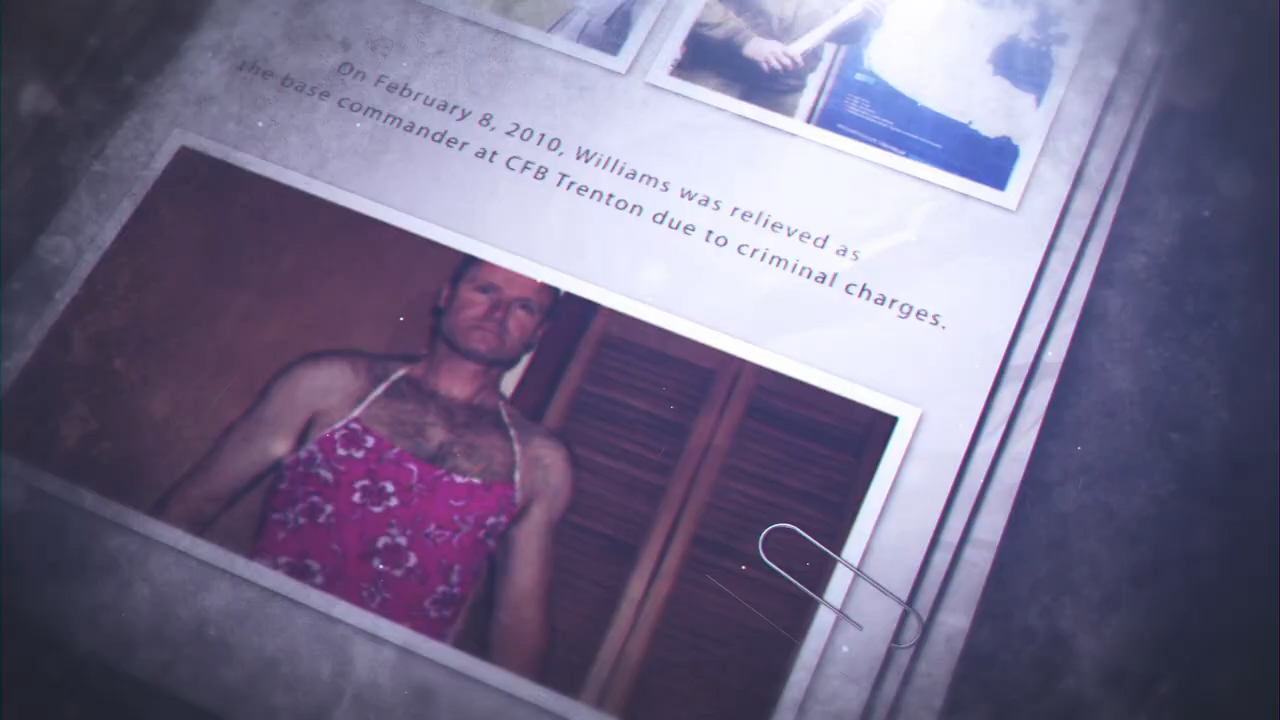 On February 8, 2010, Williams was relieved as
the base commander at CFB Trenton due to criminal charges.